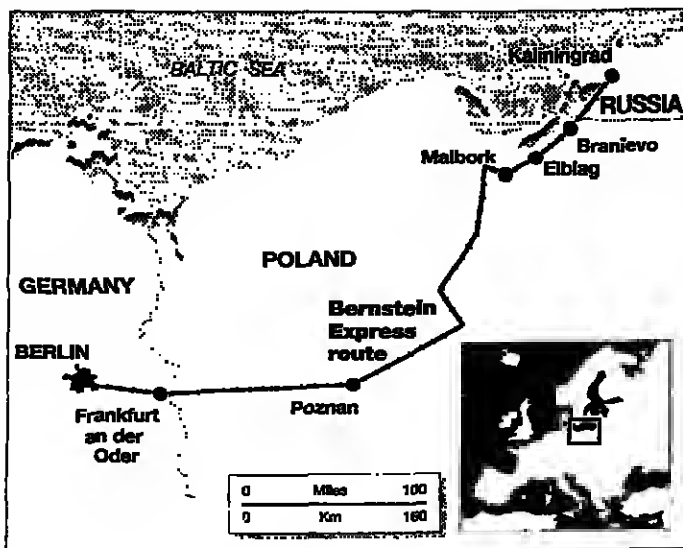 BALTIC SEA
Kaliningrad
RUSSIA
Branievo
Elblag
Malbork
POLAND
GERMANY
Bernstein
Express
route
BERLIN
Frankfurt
an der
Oder
Poznan
0 Miles 100
0 Km 160